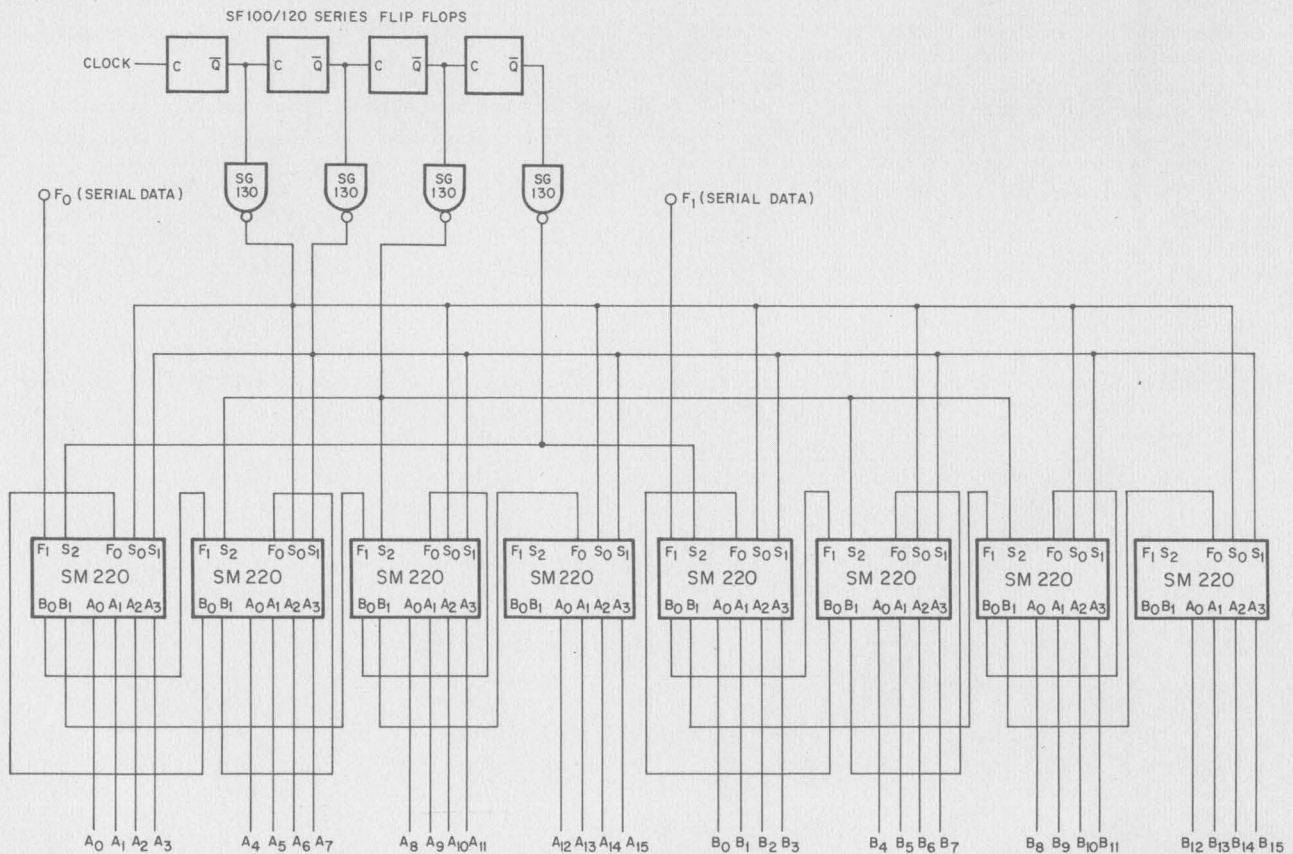 SF100/120 SERIES FLIP FLOPS
CLOCK C Q̅ C Q̅ C Q̅ C Q̅
SG 130 SG 130 SG 130 SG 130
F₀ (SERIAL DATA) F₁ (SERIAL DATA)
F₁ S₂ F₀ S₀ S₁ F₁ S₂ F₀ S₀ S₁ F₁ S₂ F₀ S₀ S₁ F₁ S₂ F₀ S₀ S₁ F₁ S₂ F₀ S₀ S₁ F₁ S₂ F₀ S₀ S₁ F₁ S₂ F₀ S₀ S₁ F₁ S₂ F₀ S₀ S₁
SM 220 SM 220 SM 220 SM 220 SM 220 SM 220 SM 220 SM 220
B₀ B₁ A₀ A₁ A₂ A₃ B₀ B₁ A₀ A₁ A₂ A₃ B₀ B₁ A₀ A₁ A₂ A₃ B₀ B₁ A₀ A₁ A₂ A₃ B₀ B₁ A₀ A₁ A₂ A₃ B₀ B₁ A₀ A₁ A₂ A₃ B₀ B₁ A₀ A₁ A₂ A₃ B₀ B₁ A₀ A₁ A₂ A₃
A₀ A₁ A₂ A₃ A₄ A₅ A₆ A₇ A₈ A₉ A₁₀ A₁₁ A₁₂ A₁₃ A₁₄ A₁₅ B₀ B₁ B₂ B₃ B₄ B₅ B₆ B₇ B₈ B₉ B₁₀ B₁₁ B₁₂ B₁₃ B₁₄ B₁₅